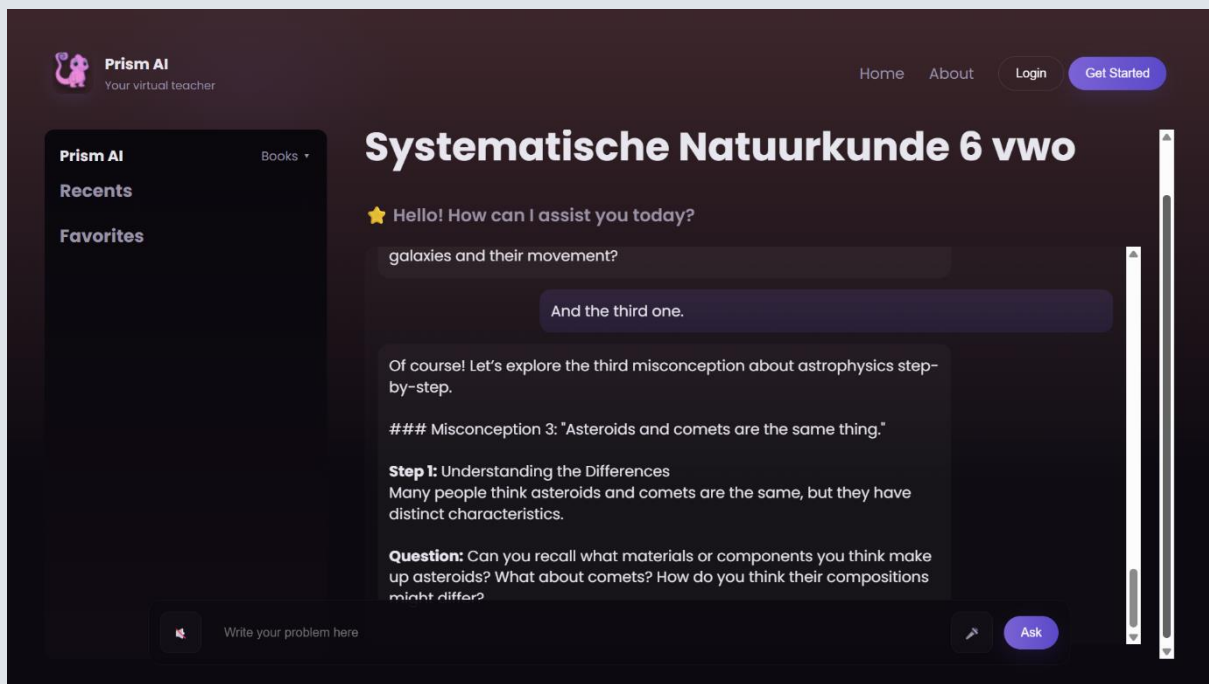 Prism AI
Your virtual teacher
Home
About
Login
Get Started
Prism AI
Books
Recents
Favorites
Systematische Natuurkunde 6 vwo
Hello! How can I assist you today?
galaxies and their movement?
And the third one.
Of course! Let's explore the third misconception about astrophysics step-
by-step.
### Misconception 3: "Asteroids and comets are the same thing."
Step 1: Understanding the Differences
Many people think asteroids and comets are the same, but they have
distinct characteristics.
Question: Can you recall what materials or components you think make
up asteroids? What about comets? How do you think their compositions
might differ?
Write your problem here
Ask